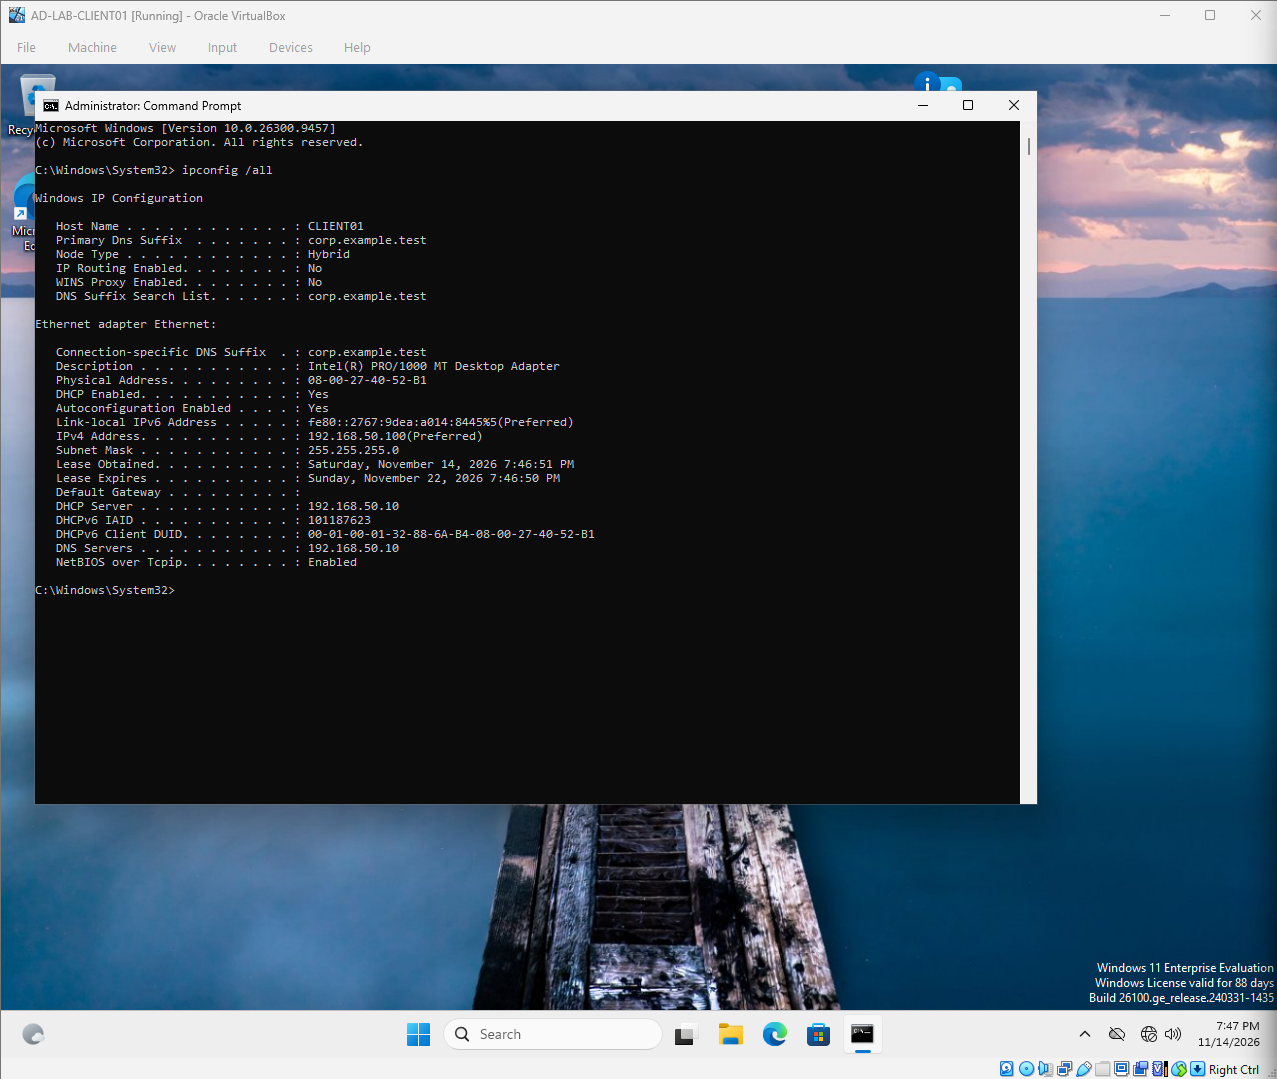 AD-LAB-CLIENT01 [Running] - Oracle VirtualBox
File Machine View Input Devices Help
Administrator: Command Prompt
Microsoft Windows [Version 10.0.26300.9457]
(c) Microsoft Corporation. All rights reserved.
C:\Windows\System32> ipconfig /all
Windows IP Configuration
Host Name . . . . . . . . . . . . : CLIENT01
Primary Dns Suffix  . . . . . . . : corp.example.test
Node Type . . . . . . . . . . . . : Hybrid
IP Routing Enabled. . . . . . . . : No
WINS Proxy Enabled. . . . . . . . : No
DNS Suffix Search List. . . . . . : corp.example.test
Ethernet adapter Ethernet:
Connection-specific DNS Suffix  . : corp.example.test
Description . . . . . . . . . . . : Intel(R) PRO/1000 MT Desktop Adapter
Physical Address. . . . . . . . . : 08-00-27-40-52-B1
DHCP Enabled. . . . . . . . . . . : Yes
Autoconfiguration Enabled . . . . : Yes
Link-local IPv6 Address . . . . . : fe80::2767:9dea:a014:8445%5(Preferred)
IPv4 Address. . . . . . . . . . . : 192.168.50.100(Preferred)
Subnet Mask . . . . . . . . . . . : 255.255.255.0
Lease Obtained. . . . . . . . . . : Saturday, November 14, 2026 7:46:51 PM
Lease Expires . . . . . . . . . . : Sunday, November 22, 2026 7:46:50 PM
Default Gateway . . . . . . . . . :
DHCP Server . . . . . . . . . . . : 192.168.50.10
DHCPv6 IAID . . . . . . . . . . . : 101187623
DHCPv6 Client DUID. . . . . . . . : 00-01-00-01-32-88-6A-B4-08-00-27-40-52-B1
DNS Servers . . . . . . . . . . . : 192.168.50.10
NetBIOS over Tcpip. . . . . . . . : Enabled
C:\Windows\System32>
Recy
Micr
Ed
Windows 11 Enterprise Evaluation
Windows License valid for 88 days
Build 26100.ge_release.240331-1435
Search
7:47 PM
11/14/2026
Right Ctrl